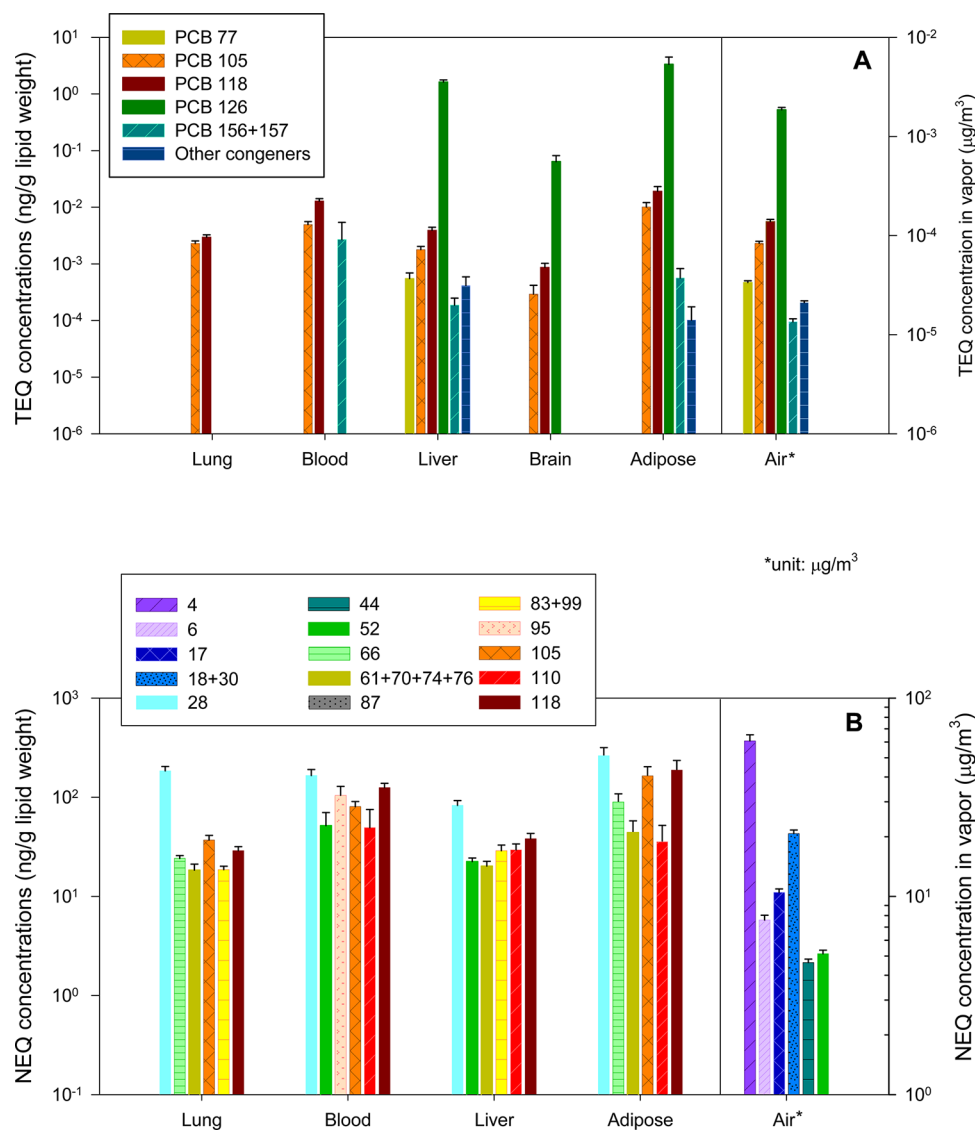 PCB 77
PCB 105
PCB 118
PCB 126
PCB 156+157
Other congeners
A
TEQ concentrations (ng/g lipid weight)
10¹
10⁰
10⁻¹
10⁻²
10⁻³
10⁻⁴
10⁻⁵
10⁻⁶
10⁻²
10⁻³
10⁻⁴
10⁻⁵
10⁻⁶
TEQ concentraion in vapor (µg/m³)
Lung Blood Liver Brain Adipose Air*
*unit: µg/m³
4 44 83+99
6 52 95
17 66 105
18+30 61+70+74+76 110
28 87 118
B
NEQ concentrations (ng/g lipid weight)
10³
10²
10¹
10⁰
10⁻¹
10²
10¹
10⁰
NEQ concentration in vapor (µg/m³)
Lung Blood Liver Adipose Air*